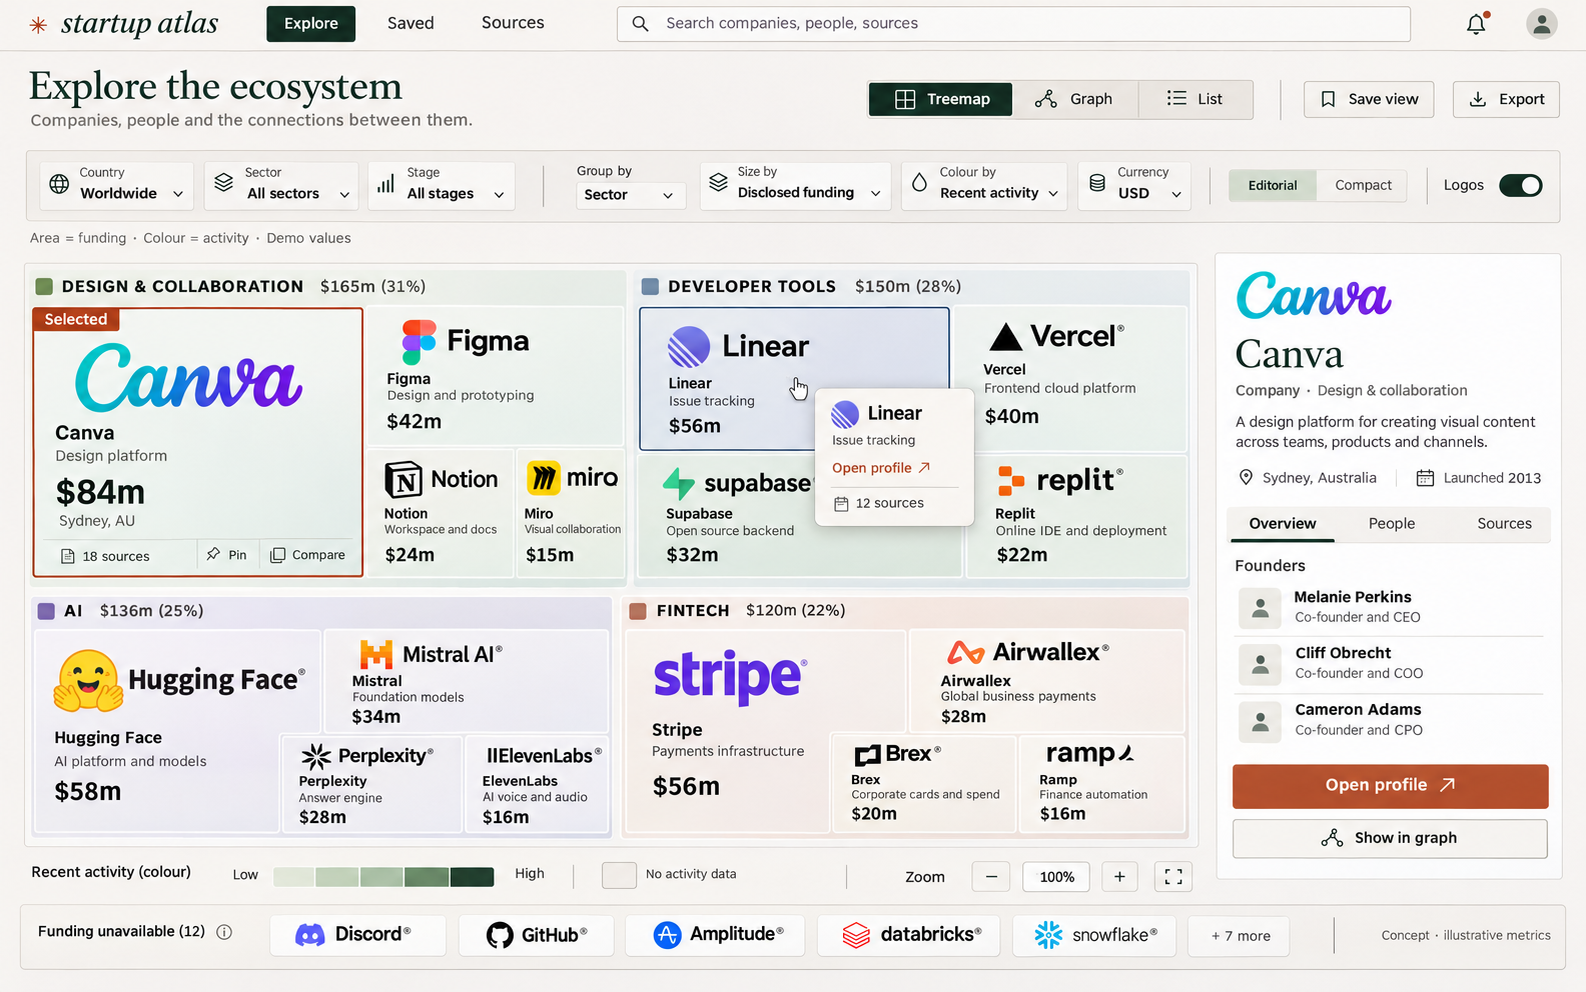 startup atlas
Explore
Saved
Sources
Search companies, people, sources
Explore the ecosystem
Companies, people and the connections between them.
Treemap
Graph
List
Save view
Export
Country
Worldwide
Sector
All sectors
Stage
All stages
Group by
Sector
Size by
Disclosed funding
Colour by
Recent activity
Currency
USD
Editorial
Compact
Logos
Area = funding · Colour = activity · Demo values
DESIGN & COLLABORATION $165m (31%)
Selected
Canva
Canva
Design platform
$84m
Sydney, AU
18 sources
Pin
Compare
Figma
Figma
Design and prototyping
$42m
Notion
Notion
Workspace and docs
$24m
miro
Miro
Visual collaboration
$15m
DEVELOPER TOOLS $150m (28%)
Linear
Linear
Issue tracking
$56m
Vercel®
Vercel
Frontend cloud platform
$40m
Linear
Issue tracking
Open profile ↗
12 sources
supabase
Supabase
Open source backend
$32m
replit®
Replit
Online IDE and deployment
$22m
AI $136m (25%)
Hugging Face®
Hugging Face
AI platform and models
$58m
Mistral AI®
Mistral
Foundation models
$34m
Perplexity®
Perplexity
Answer engine
$28m
IIElevenLabs®
ElevenLabs
AI voice and audio
$16m
FINTECH $120m (22%)
stripe®
Stripe
Payments infrastructure
$56m
Airwallex®
Airwallex
Global business payments
$28m
Brex®
Brex
Corporate cards and spend
$20m
ramp
Ramp
Finance automation
$16m
Canva
Canva
Company · Design & collaboration
A design platform for creating visual content
across teams, products and channels.
Sydney, Australia
Launched 2013
Overview
People
Sources
Founders
Melanie Perkins
Co-founder and CEO
Cliff Obrecht
Co-founder and COO
Cameron Adams
Co-founder and CPO
Open profile ↗
Show in graph
Recent activity (colour)
Low
High
No activity data
Zoom
−
100%
+
Funding unavailable (12)
Discord®
GitHub®
Amplitude®
databricks®
snowflake®
+ 7 more
Concept · illustrative metrics